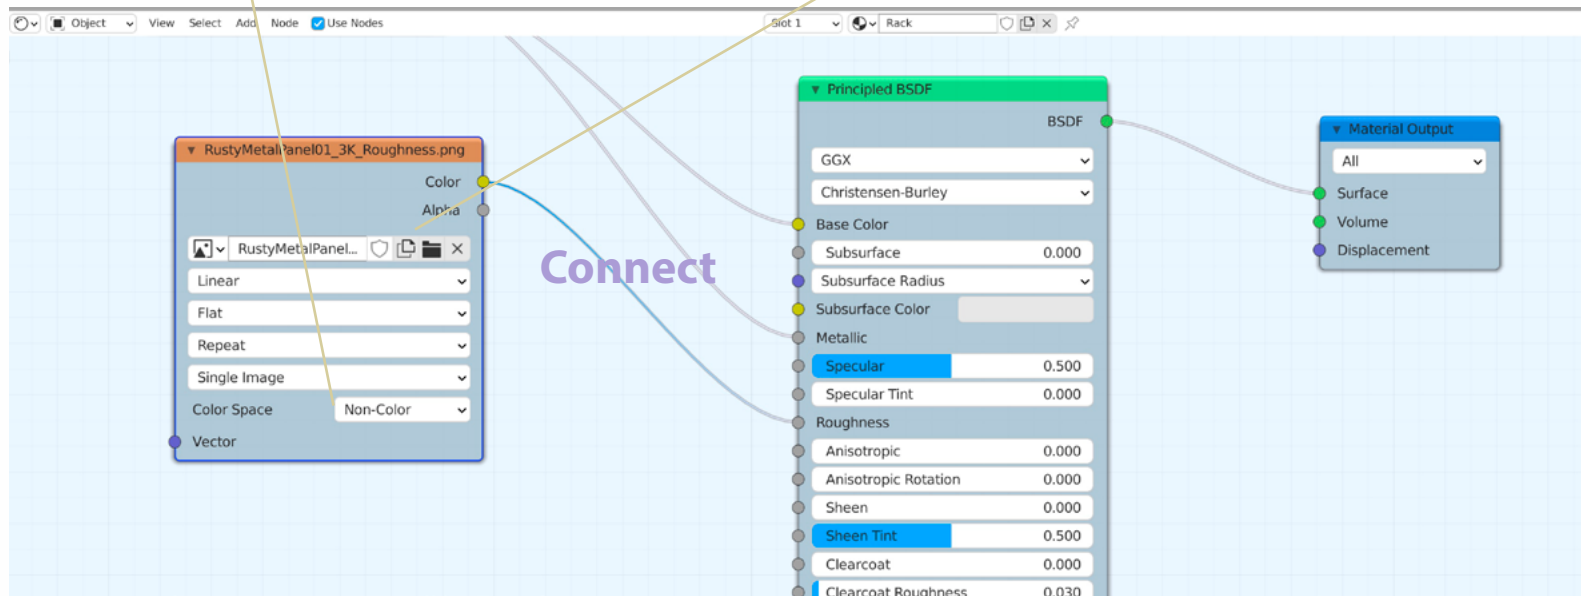 Object View Select Add Node Use Nodes Slot 1 Rack
Principled BSDF
BSDF
GGX
Christensen-Burley
Base Color
Subsurface 0.000
Subsurface Radius
Subsurface Color
Metallic
Specular 0.500
Specular Tint 0.000
Roughness
Anisotropic 0.000
Anisotropic Rotation 0.000
Sheen 0.000
Sheen Tint 0.500
Clearcoat 0.000
Clearcoat Roughness 0.030
Material Output
All
Surface
Volume
Displacement
RustyMetalPanel01_3K_Roughness.png
Color
Alpha
RustyMetalPanel...
Linear
Flat
Repeat
Single Image
Color Space Non-Color
Vector
Connect